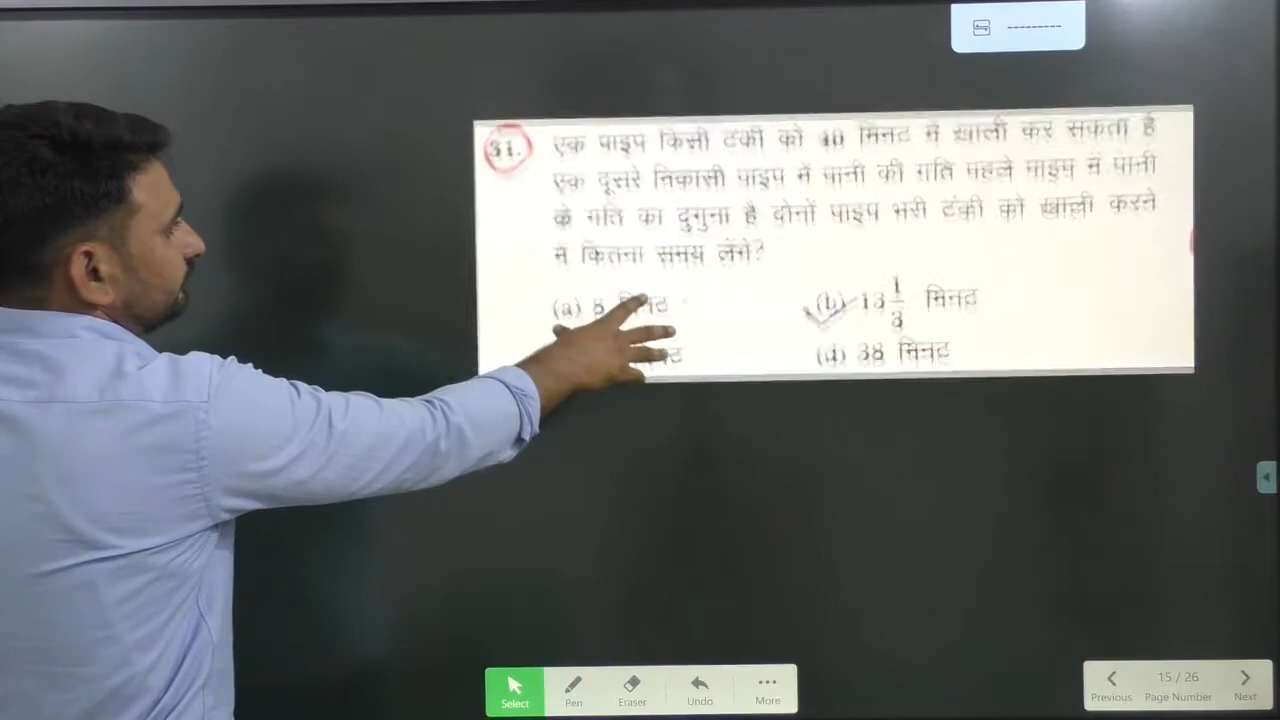 31. एक पाइप किसी टंकी को 40 मिनट में खाली कर सकता है
एक दूसरे निकासी पाइप में पानी की गति पहले पाइप में पानी
के गति का दुगुना है दोनों पाइप भरी टंकी को खाली करने
में कितना समय लेंगे?
(a) 8 मिनट (b) 13 1/3 मिनट
(d) 38 मिनट
Select Pen Eraser Undo More
15 / 26
Previous Page Number Next